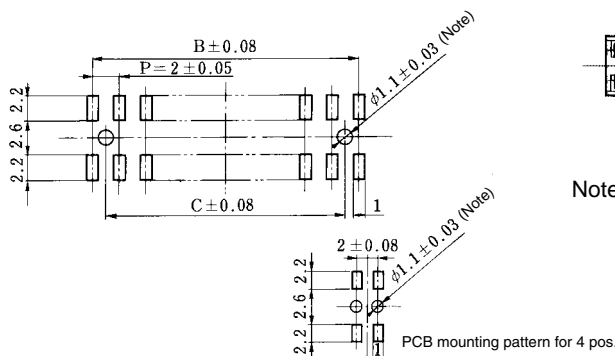 B±0.08
P=2±0.05
φ1.1±0.03 (Note)
2.2
2.6
2.2
C±0.08
1
Note
2±0.08
φ1.1±0.03 (Note)
2.2
2.6
2.2
1
PCB mounting pattern for 4 pos